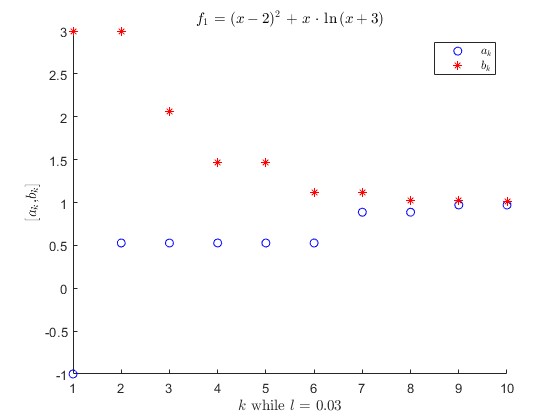 f₁ = (x − 2)² + x · ln(x + 3)
a_k
b_k
[a_k,b_k]
3
2.5
2
1.5
1
0.5
0
-0.5
-1
1 2 3 4 5 6 7 8 9 10
k while l = 0.03